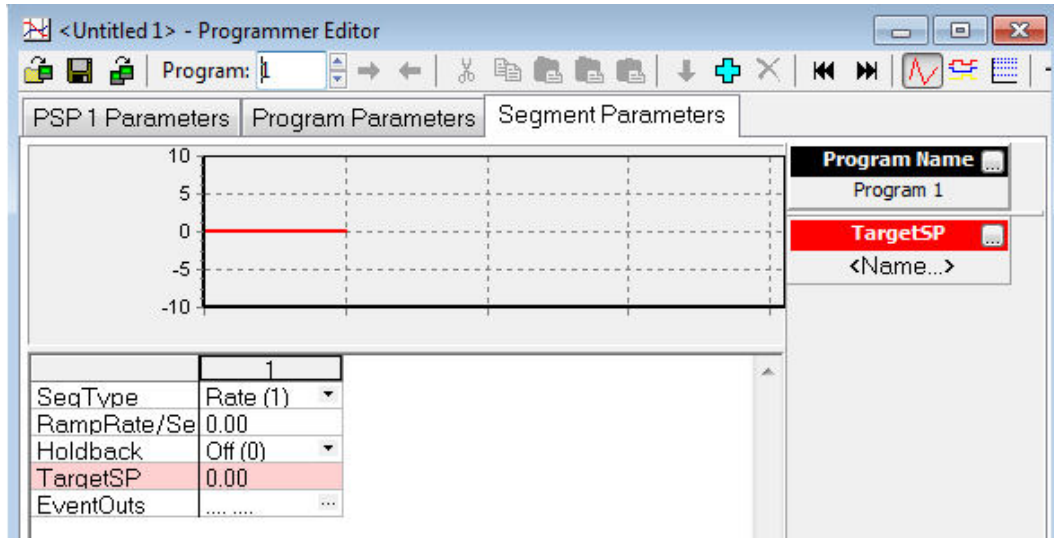 <Untitled 1> - Programmer Editor
Program: 1
PSP 1 Parameters Program Parameters Segment Parameters
10
5
0
-5
-10
Program Name ...
Program 1
TargetSP ...
<Name...>
1
SegType Rate (1)
RampRate/Se 0.00
Holdback Off (0)
TargetSP 0.00
EventOuts .... .... ...